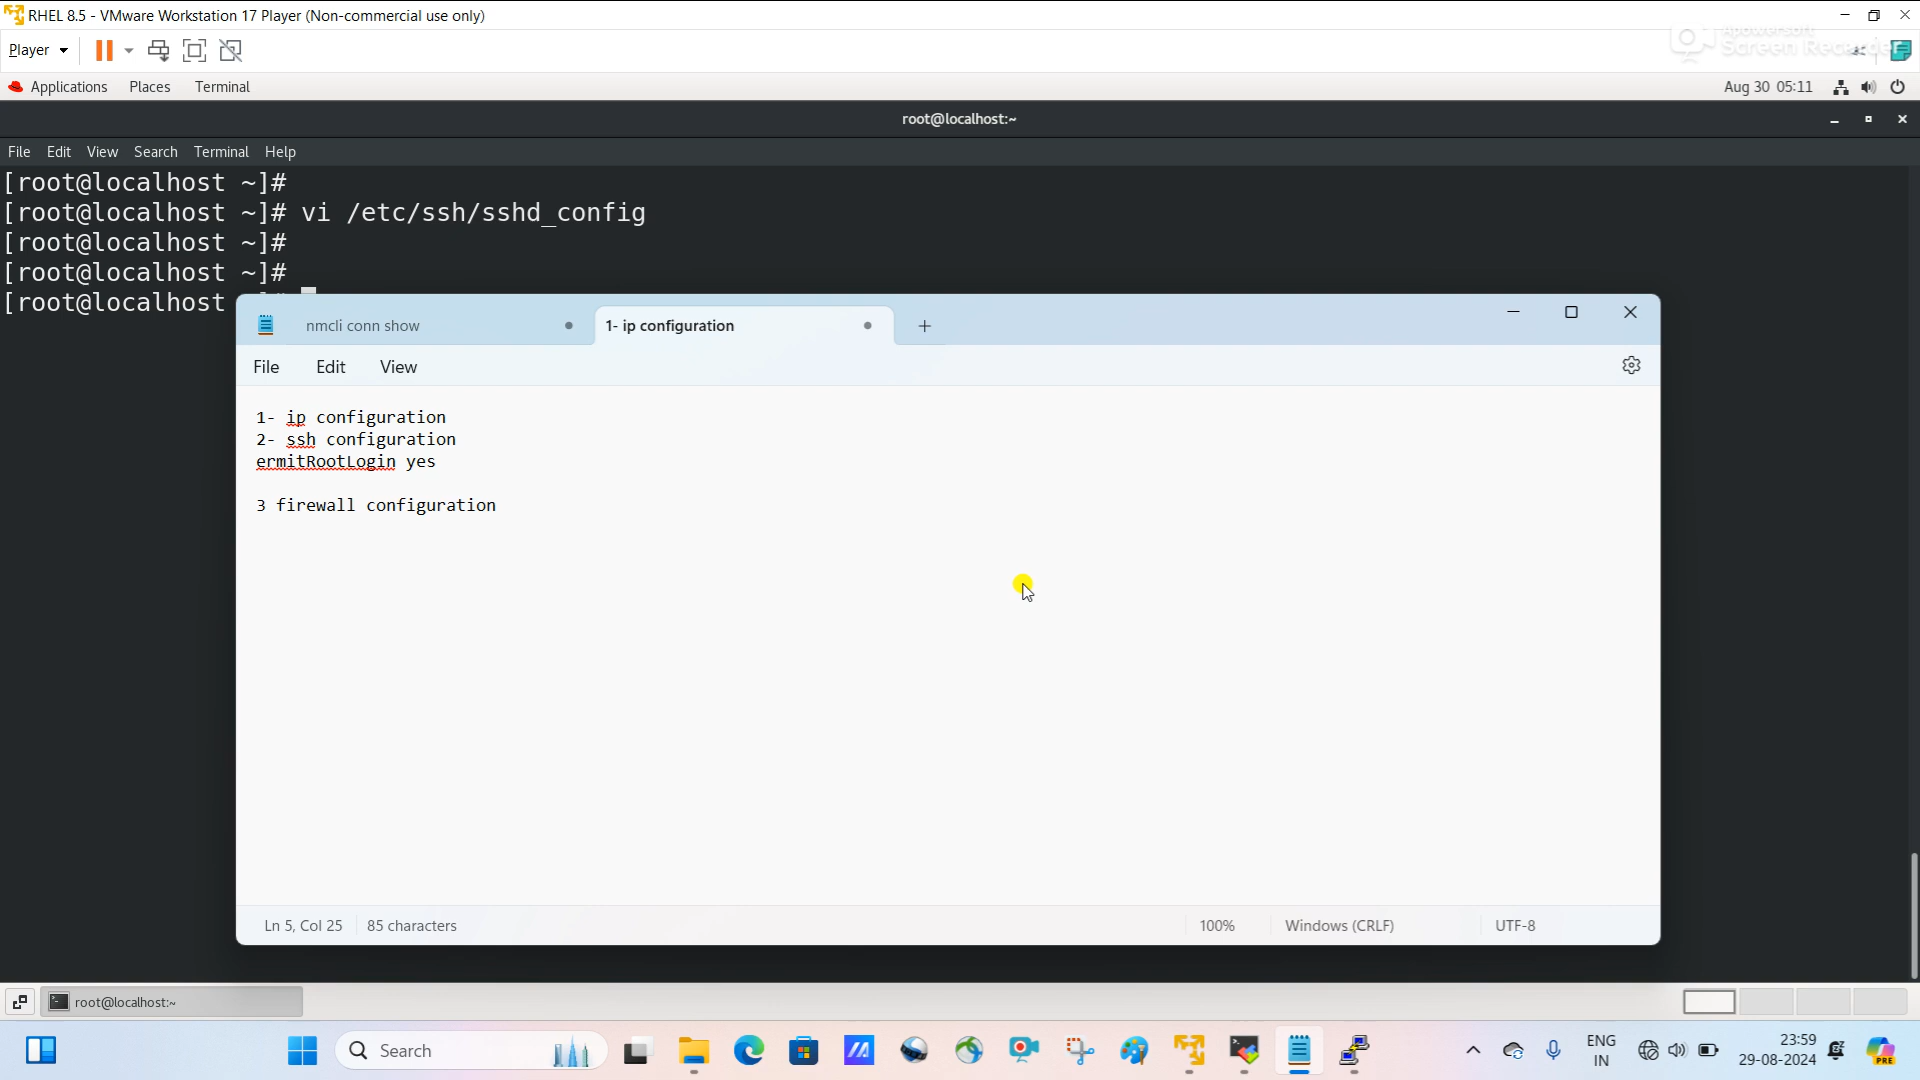 RHEL 8.5 - VMware Workstation 17 Player (Non-commercial use only)
Player
Apowersoft
Screen Recorder
Applications Places Terminal Aug 30 05:11
root@localhost:~
File Edit View Search Terminal Help
[root@localhost ~]#
[root@localhost ~]# vi /etc/ssh/sshd_config
[root@localhost ~]#
[root@localhost ~]#
[root@localhost
nmcli conn show 1- ip configuration
File Edit View
1- ip configuration
2- ssh configuration
ermitRootLogin yes
3 firewall configuration
Ln 5, Col 25 85 characters 100% Windows (CRLF) UTF-8
root@localhost:~
Search ENG 23:59
IN 29-08-2024
PRE